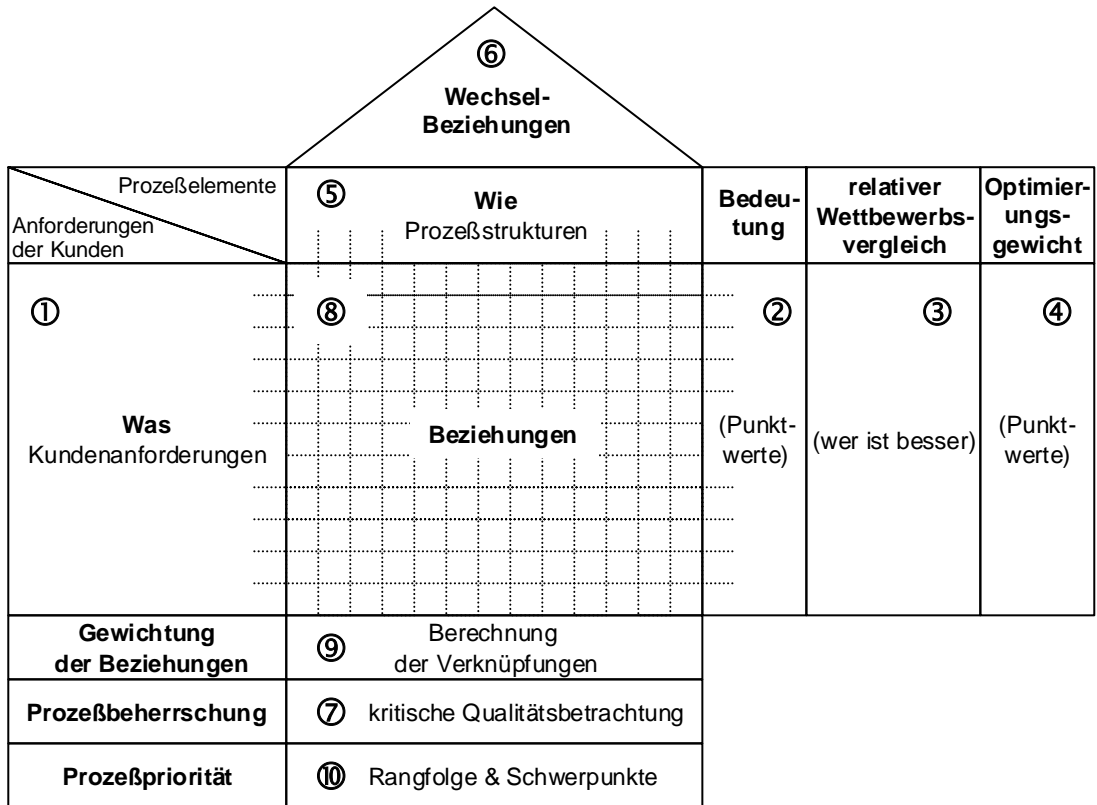 ⑥
Wechsel-
Beziehungen
Prozeßelemente
Anforderungen
der Kunden
⑤
Wie
Prozeßstrukturen
Bedeu-
tung
relativer
Wettbewerbs-
vergleich
Optimier-
ungs-
gewicht
①
Was
Kundenanforderungen
⑧
Beziehungen
②
(Punkt-
werte)
③
(wer ist besser)
④
(Punkt-
werte)
Gewichtung
der Beziehungen
⑨
Berechnung
der Verknüpfungen
Prozeßbeherrschung
⑦ kritische Qualitätsbetrachtung
Prozeßpriorität
⑩ Rangfolge & Schwerpunkte